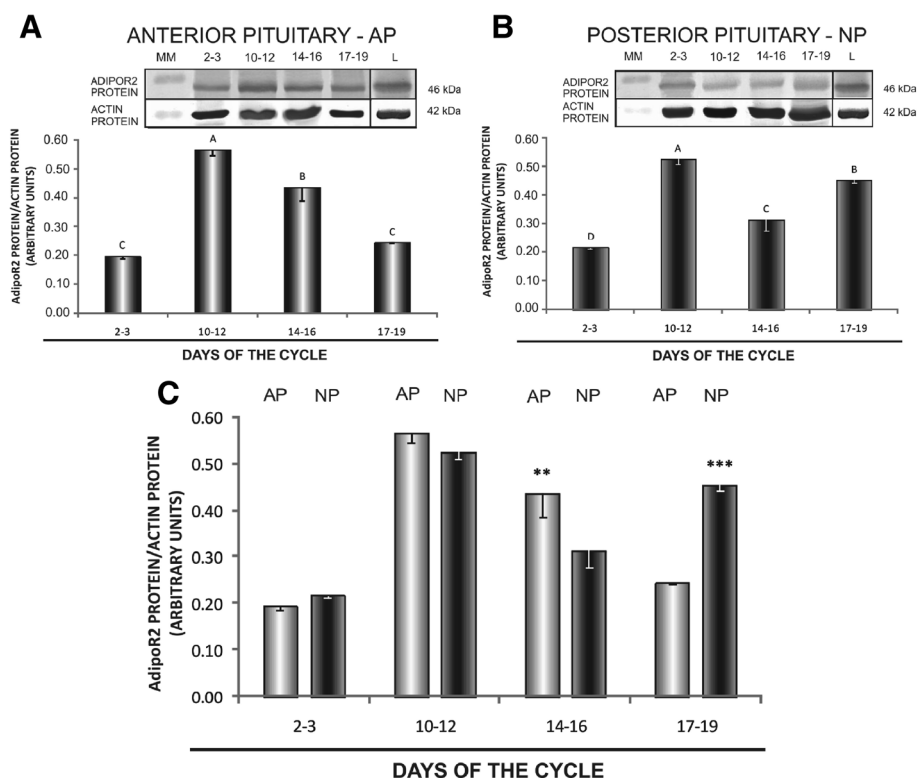 A
ANTERIOR PITUITARY - AP
MM 2-3 10-12 14-16 17-19 L
ADIPOR2
PROTEIN
46 kDa
ACTIN
PROTEIN
42 kDa
AdipoR2 PROTEIN/ACTIN PROTEIN
(ARBITRARY UNITS)
0.60
0.50
0.40
0.30
0.20
0.10
0.00
C A B C
2-3 10-12 14-16 17-19
DAYS OF THE CYCLE
B
POSTERIOR PITUITARY - NP
MM 2-3 10-12 14-16 17-19 L
ADIPOR2
PROTEIN
46 kDa
ACTIN
PROTEIN
42 kDa
AdipoR2 PROTEIN/ACTIN PROTEIN
(ARBITRARY UNITS)
0.60
0.50
0.40
0.30
0.20
0.10
0.00
D A C B
2-3 10-12 14-16 17-19
DAYS OF THE CYCLE
C
AP NP AP NP AP NP AP NP
AdipoR2 PROTEIN/ACTIN PROTEIN
(ARBITRARY UNITS)
0.60
0.50
0.40
0.30
0.20
0.10
0.00
** ***
2-3 10-12 14-16 17-19
DAYS OF THE CYCLE